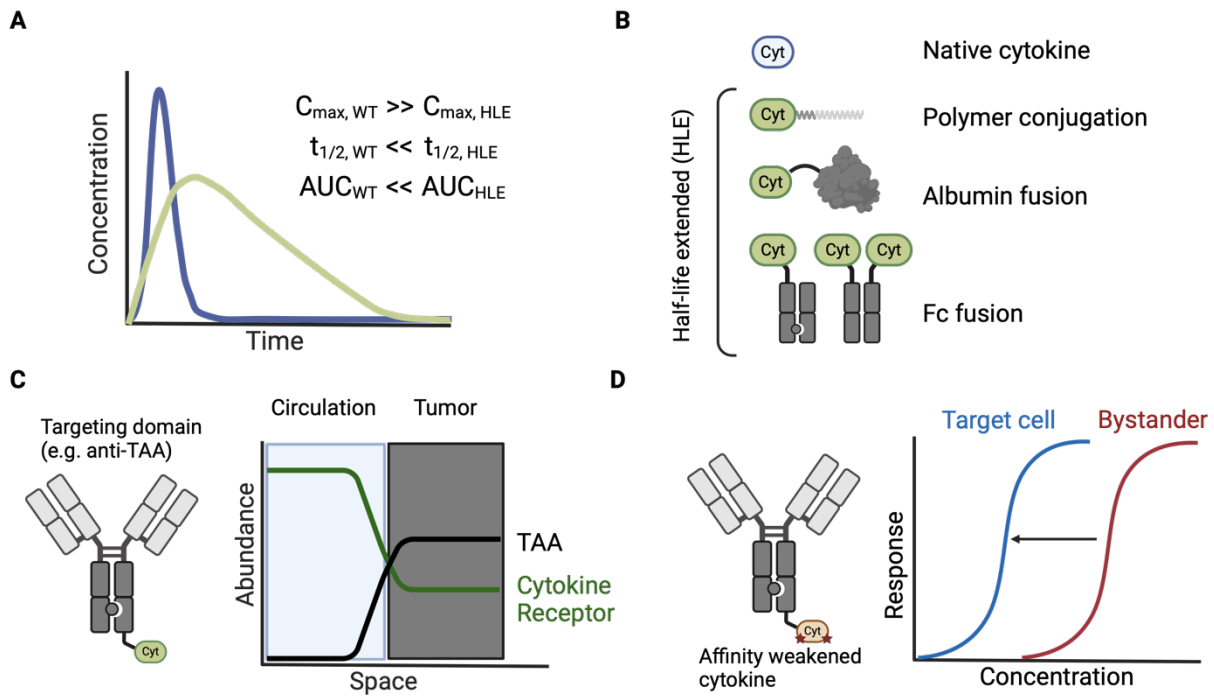 A
Concentration
Time
Cmax, WT >> Cmax, HLE
t1/2, WT << t1/2, HLE
AUCWT << AUCHLE
B
Half-life extended (HLE)
Cyt
Native cytokine
Cyt
Polymer conjugation
Cyt
Albumin fusion
Cyt Cyt Cyt
Fc fusion
C
Targeting domain
(e.g. anti-TAA)
Cyt
Circulation Tumor
Abundance
Space
TAA
Cytokine
Receptor
D
Cyt
Affinity weakened
cytokine
Target cell Bystander
Response
Concentration